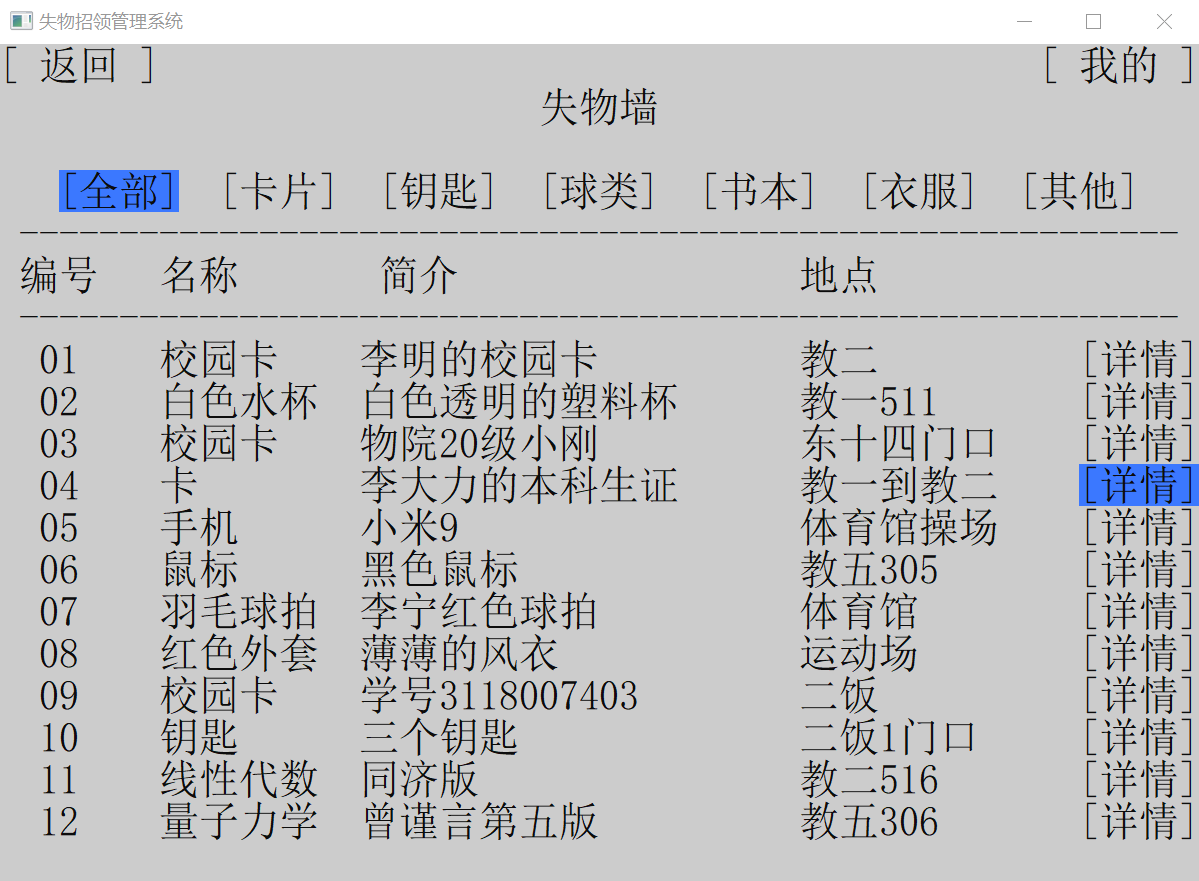 失物招领管理系统
[ 返回 ] [ 我的 ]
失物墙
[全部] [卡片] [钥匙] [球类] [书本] [衣服] [其他]
----------------------------------------------------------
编号 名称 简介 地点
----------------------------------------------------------
01 校园卡 李明的校园卡 教二 [详情]
02 白色水杯 白色透明的塑料杯 教一511 [详情]
03 校园卡 物院20级小刚 东十四门口 [详情]
04 卡 李大力的本科生证 教一到教二 [详情]
05 手机 小米9 体育馆操场 [详情]
06 鼠标 黑色鼠标 教五305 [详情]
07 羽毛球拍 李宁红色球拍 体育馆 [详情]
08 红色外套 薄薄的风衣 运动场 [详情]
09 校园卡 学号3118007403 二饭 [详情]
10 钥匙 三个钥匙 二饭1门口 [详情]
11 线性代数 同济版 教二516 [详情]
12 量子力学 曾谨言第五版 教五306 [详情]